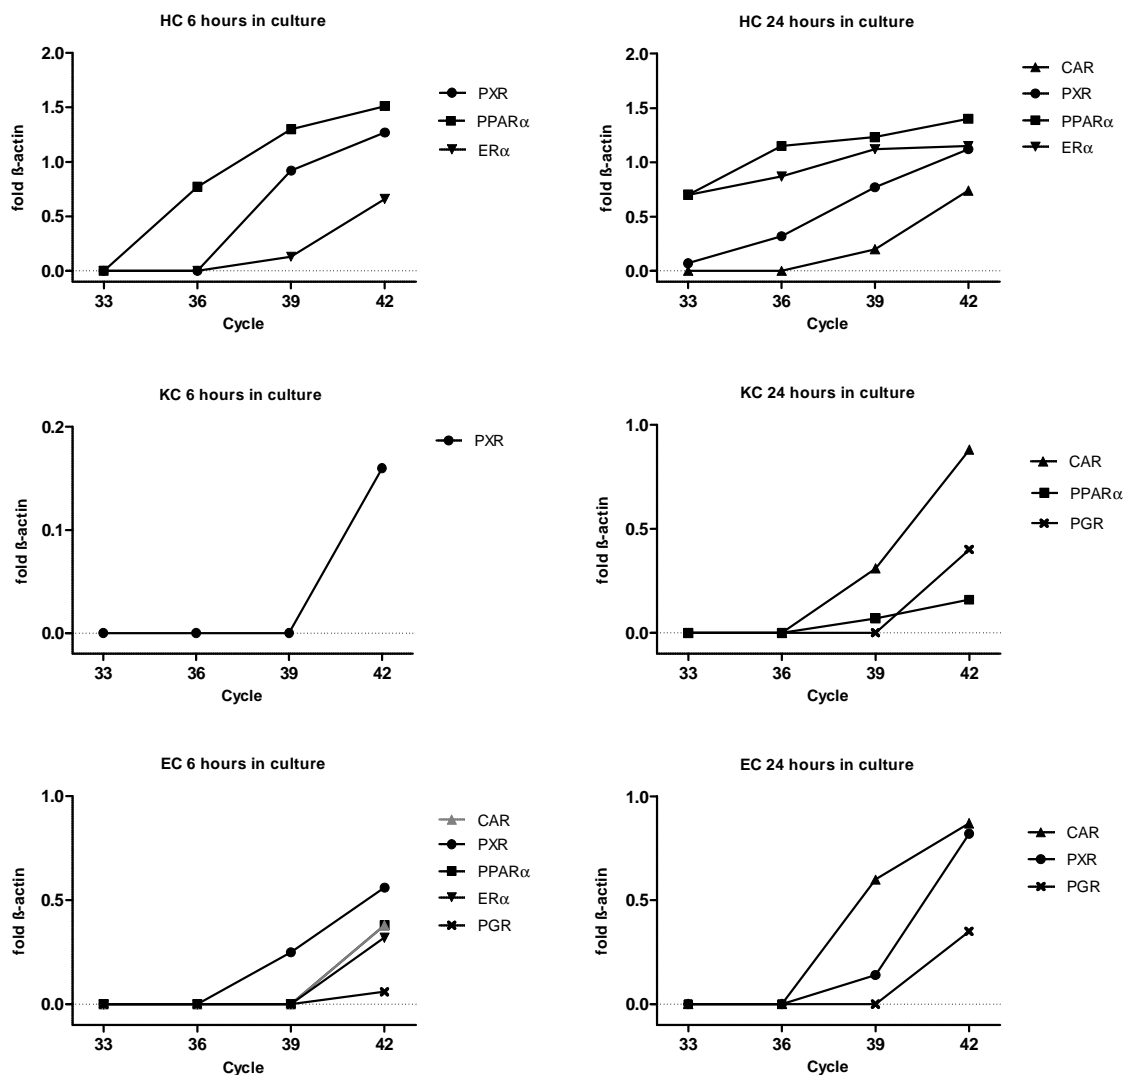 HC 6 hours in culture
2.0
1.5
1.0
0.5
0.0
fold ß-actin
33 36 39 42
Cycle
PXR
PPARα
ERα
HC 24 hours in culture
2.0
1.5
1.0
0.5
0.0
fold ß-actin
33 36 39 42
Cycle
CAR
PXR
PPARα
ERα
KC 6 hours in culture
0.2
0.1
0.0
fold ß-actin
33 36 39 42
Cycle
PXR
KC 24 hours in culture
1.0
0.5
0.0
fold ß-actin
33 36 39 42
Cycle
CAR
PPARα
PGR
EC 6 hours in culture
1.0
0.5
0.0
fold ß-actin
33 36 39 42
Cycle
CAR
PXR
PPARα
ERα
PGR
EC 24 hours in culture
1.0
0.5
0.0
fold ß-actin
33 36 39 42
Cycle
CAR
PXR
PGR